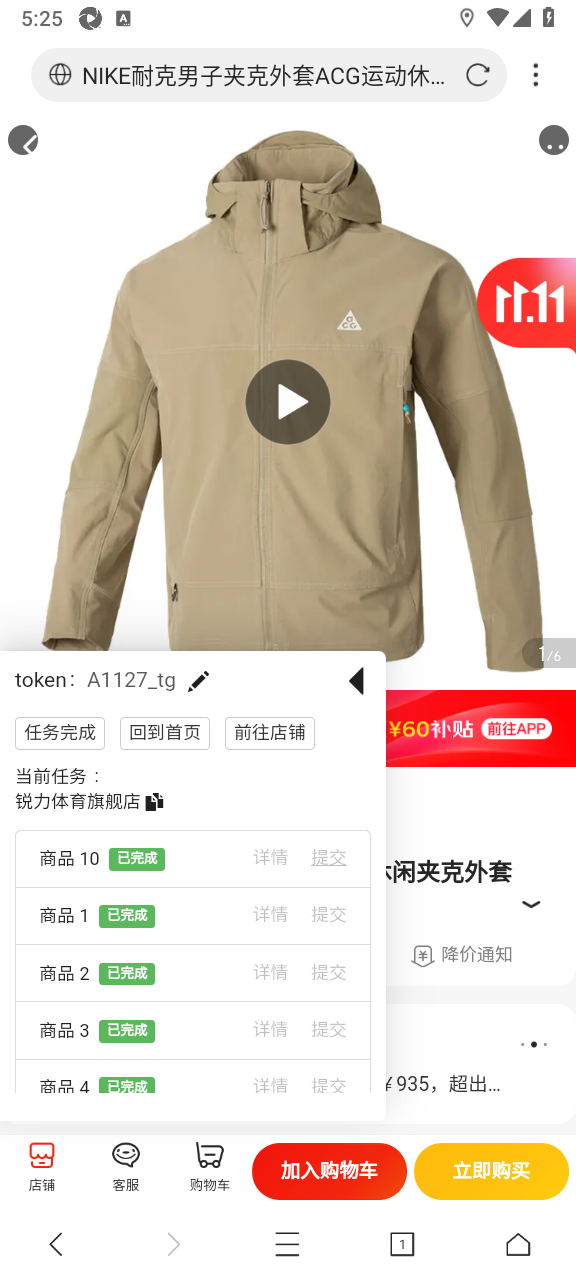 5:25
A
NIKE耐克男子夹克外套ACG运动休...
ACG
11.11
1/6
token： A1127_tg
任务完成 回到首页 前往店铺
当前任务：
锐力体育旗舰店
¥60补贴 前往APP
商品 10 已完成 详情 提交
休闲夹克外套
商品 1 已完成 详情 提交
降价通知
商品 2 已完成 详情 提交
商品 3 已完成 详情 提交
¥935，超出...
商品 4 已完成 详情 提交
店铺 客服 购物车 加入购物车 立即购买
1